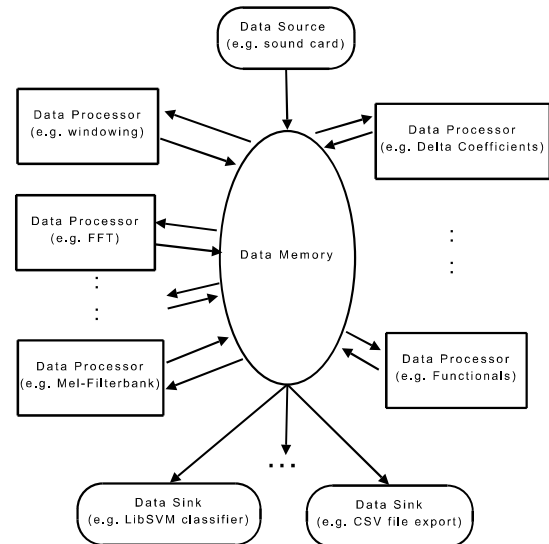 Data Source
(e.g. sound card)
Data Processor
(e.g. windowing)
Data Processor
(e.g. Delta Coefficients)
Data Processor
(e.g. FFT)
Data Memory
Data Processor
(e.g. Mel-Filterbank)
Data Processor
(e.g. Functionals)
...
Data Sink
(e.g. LibSVM classifier)
Data Sink
(e.g. CSV file export)